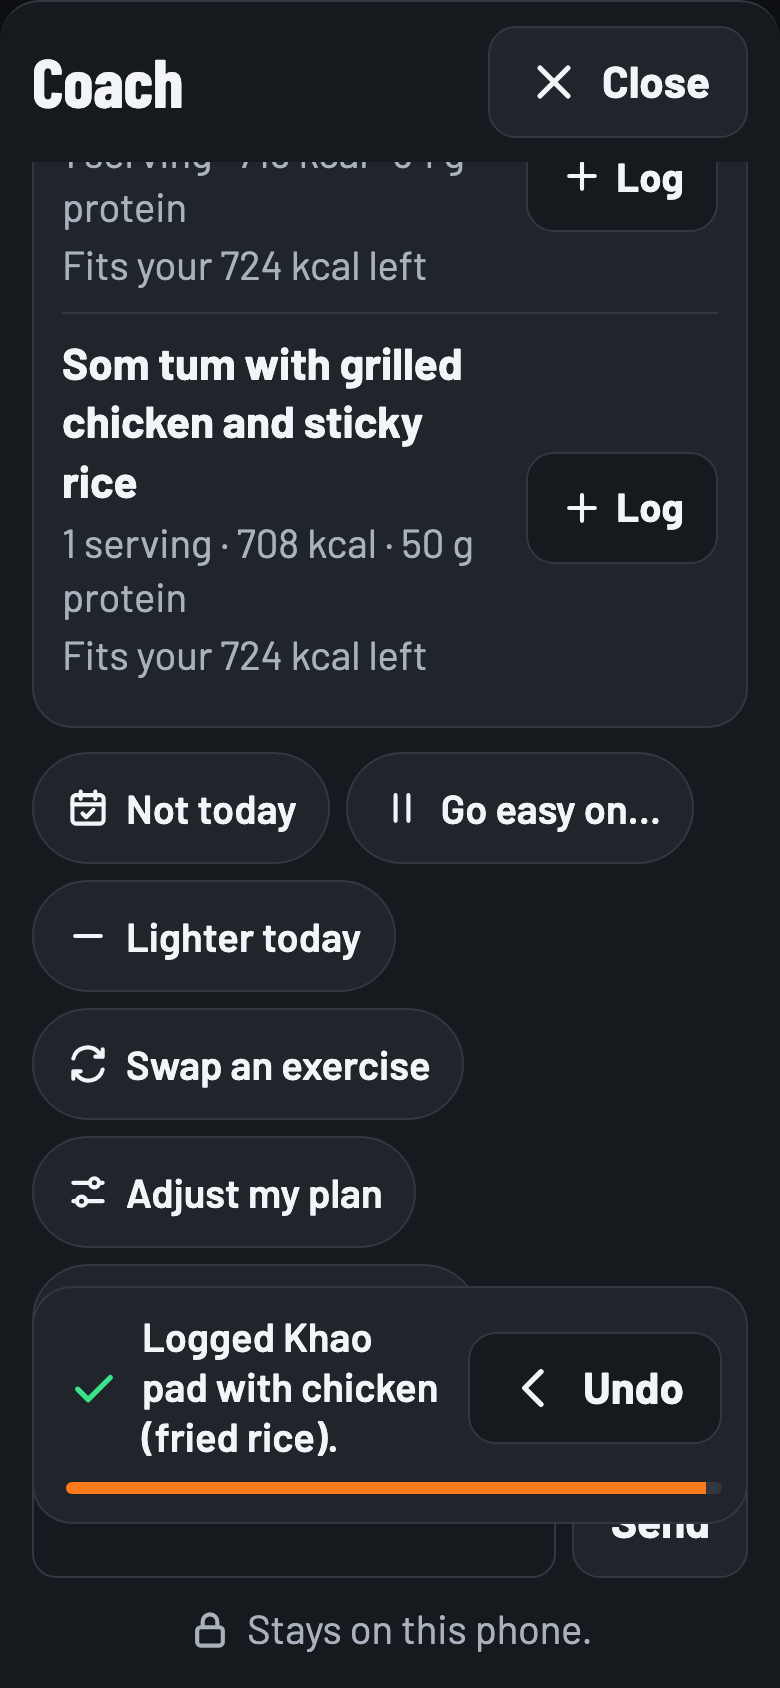 Coach
Close
Log
protein
Fits your 724 kcal left
Som tum with grilled
chicken and sticky
rice
Log
1 serving · 708 kcal · 50 g
protein
Fits your 724 kcal left
Not today
Go easy on...
Lighter today
Swap an exercise
Adjust my plan
Logged Khao
pad with chicken
(fried rice).
Undo
Send
Stays on this phone.